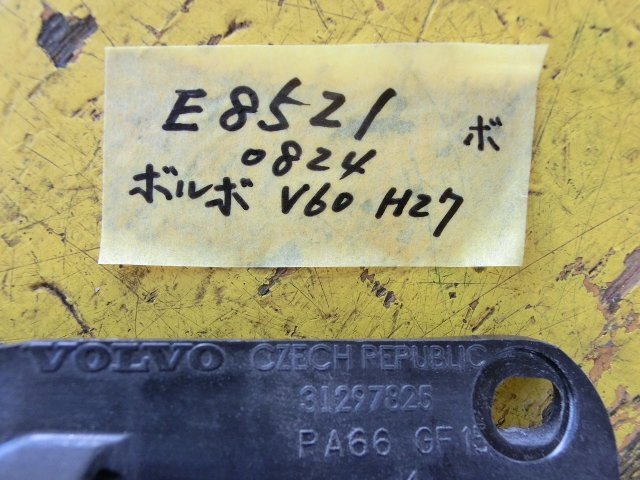 E8521
ボ
0824
ボルボ V60 H27
VOLVO CZECH REPUBLIC
31297825
PA66 GF15